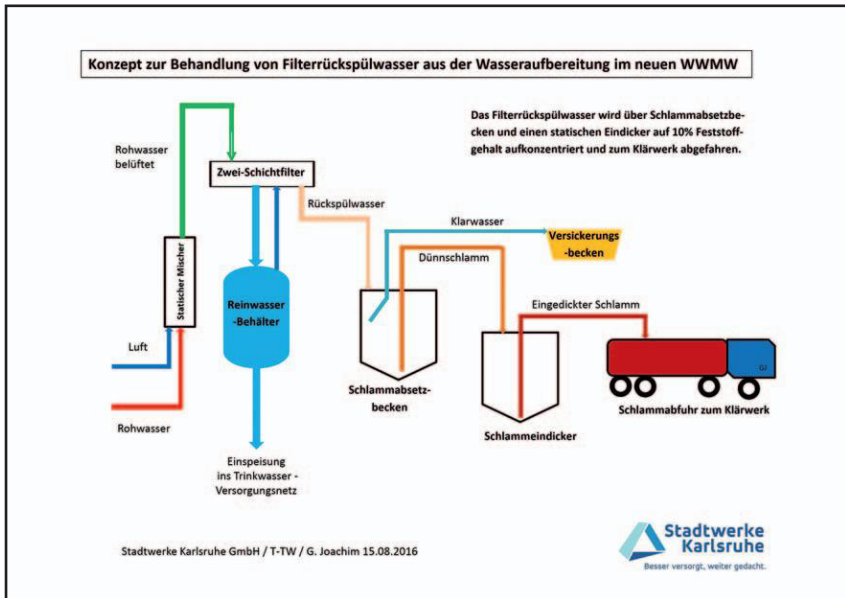 Konzept zur Behandlung von Filterrückspülwasser aus der Wasseraufbereitung im neuen WWMW
Das Filterrückspülwasser wird über Schlammabsetzbe-
cken und einen statischen Eindicker auf 10% Feststoff-
gehalt aufkonzentriert und zum Klärwerk abgefahren.
Rohwasser
belüftet
Zwei-Schichtfilter
Rückspülwasser
Klarwasser
Versickerungs
-becken
Dünnschlamm
Statischer Mischer
Reinwasser
-Behälter
Eingedickter Schlamm
Luft
GJ
Schlammabsetz-
becken
Schlammabfuhr zum Klärwerk
Rohwasser
Schlammeindicker
Einspeisung
ins Trinkwasser -
Versorgungsnetz
Stadtwerke Karlsruhe GmbH / T-TW / G. Joachim 15.08.2016
Stadtwerke
Karlsruhe
Besser versorgt, weiter gedacht.